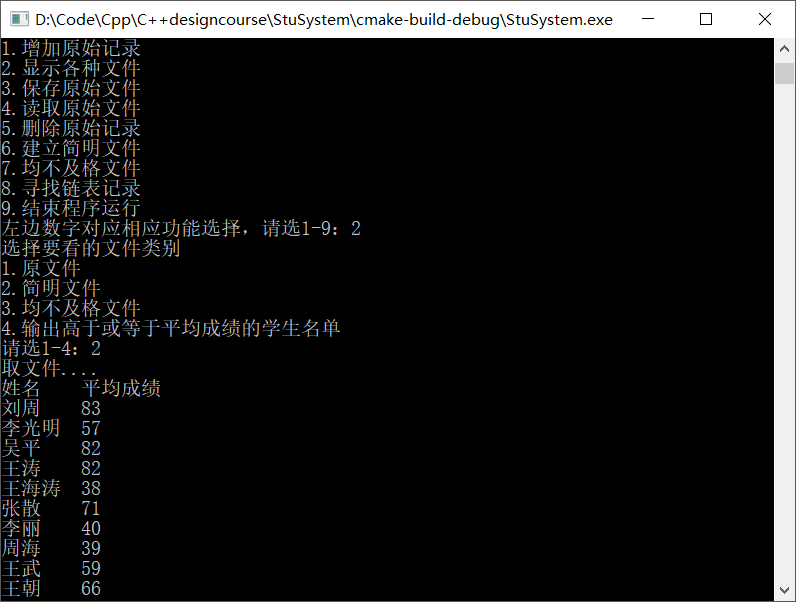 D:\Code\Cpp\C++designcourse\StuSystem\cmake-build-debug\StuSystem.exe
1.增加原始记录
2.显示各种文件
3.保存原始文件
4.读取原始文件
5.删除原始记录
6.建立简明文件
7.均不及格文件
8.寻找链表记录
9.结束程序运行
左边数字对应相应功能选择，请选1-9：2
选择要看的文件类别
1.原文件
2.简明文件
3.均不及格文件
4.输出高于或等于平均成绩的学生名单
请选1-4：2
取文件....
姓名 平均成绩
刘周 83
李光明 57
吴平 82
王涛 82
王海涛 38
张散 71
李丽 40
周海 39
王武 59
王朝 66